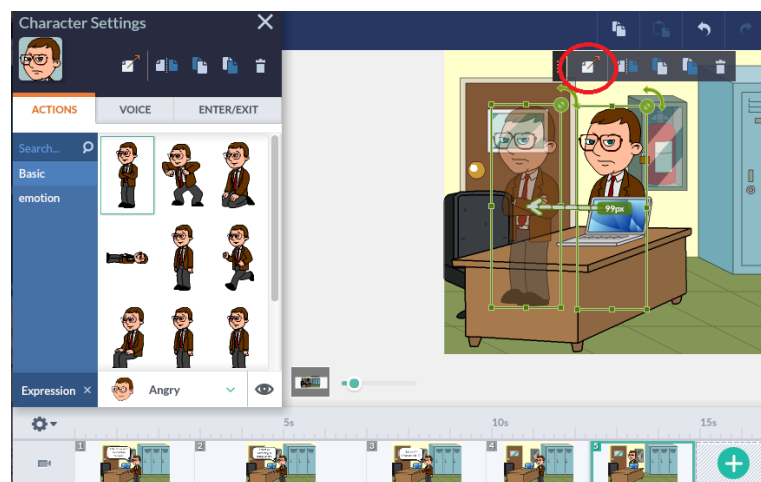 Character Settings
ACTIONS VOICE ENTER/EXIT
Search...
Basic
emotion
99px
Expression × Angry
5s 10s 15s
1 2 3 4 5